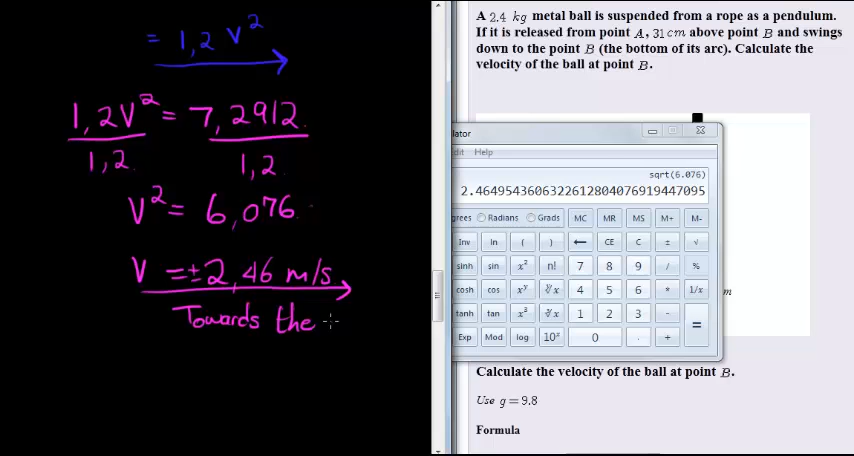 = 1,2 V²
1,2V² = 7,2912
1,2 1,2
V² = 6,076
V = ±2,46 m/s
Towards the
A 2.4 kg metal ball is suspended from a rope as a pendulum.
If it is released from point A, 31cm above point B and swings
down to the point B (the bottom of its arc). Calculate the
velocity of the ball at point B.
lator
dit Help
sqrt(6.076)
2.4649543606322612804076919447095
grees Radians Grads MC MR MS M+ M-
Inv ln ( ) ← CE C ± √
sinh sin x² n! 7 8 9 / %
cosh cos xʸ ʸ√x 4 5 6 * 1/x
tanh tan x³ ³√x 1 2 3 - =
Exp Mod log 10ˣ 0 . +
m
Calculate the velocity of the ball at point B.
Use g = 9.8
Formula